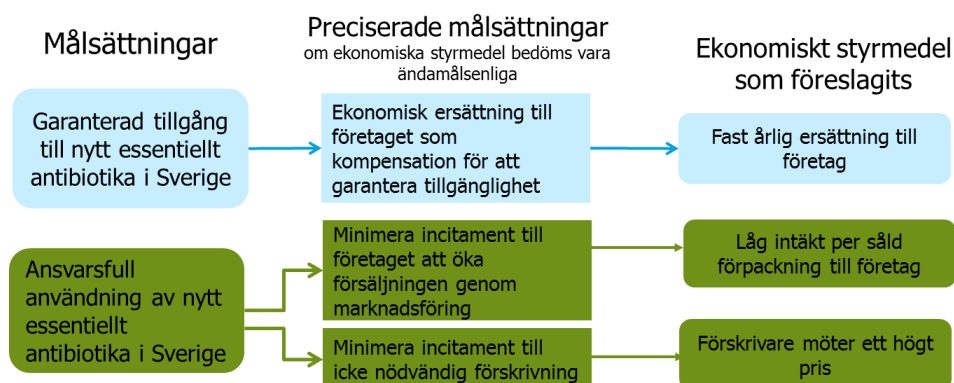 Målsättningar
Preciserade målsättningar
om ekonomiska styrmedel bedöms vara
ändamålsenliga
Ekonomiskt styrmedel
som föreslagits
Garanterad tillgång
till nytt essentiellt
antibiotika i Sverige
Ekonomisk ersättning till
företaget som
kompensation för att
garantera tillgänglighet
Fast årlig ersättning till
företag
Ansvarsfull
användning av nytt
essentiellt
antibiotika i Sverige
Minimera incitament till
företaget att öka
försäljningen genom
marknadsföring
Låg intäkt per såld
förpackning till företag
Minimera incitament till
icke nödvändig förskrivning
Förskrivare möter ett högt
pris